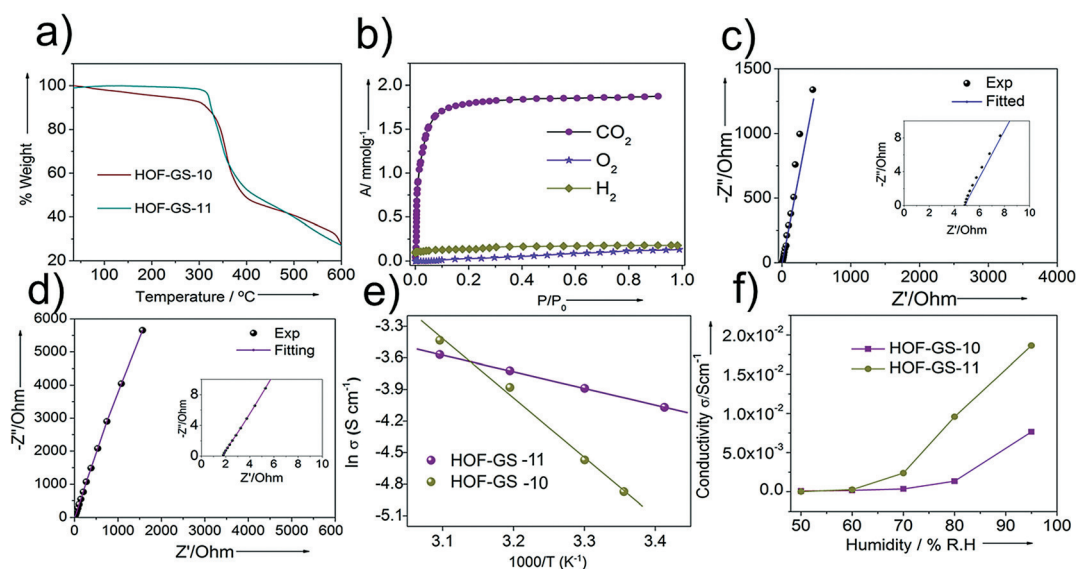 a)
% Weight
100
80
60
40
20
HOF-GS-10
HOF-GS-11
0
100
200
300
400
500
600
Temperature / ºC
b)
A/ mmolg⁻¹
2.0
1.5
1.0
0.5
0.0
CO₂
O₂
H₂
0.0
0.2
0.4
0.6
0.8
1.0
P/P₀
c)
-Z"/Ohm
1500
1000
500
0
Exp
Fitted
-Z"/Ohm
8
4
0
0
2
4
6
8
10
Z'/Ohm
0
1000
2000
3000
4000
Z'/Ohm
d)
-Z"/Ohm
6000
5000
4000
3000
2000
1000
0
Exp
Fitting
-Z"/Ohm
8
4
0
0
2
4
6
8
10
Z'/Ohm
0
1000
2000
3000
4000
5000
6000
Z'/Ohm
e)
ln σ (S cm⁻¹)
-3.3
-3.6
-3.9
-4.2
-4.5
-4.8
-5.1
HOF-GS -11
HOF-GS -10
3.1
3.2
3.3
3.4
1000/T (K⁻¹)
f)
Conductivity σ/Scm⁻¹
2.0x10⁻²
1.5x10⁻²
1.0x10⁻²
5.0x10⁻³
0.0
HOF-GS-10
HOF-GS-11
50
60
70
80
90
100
Humidity / % R.H